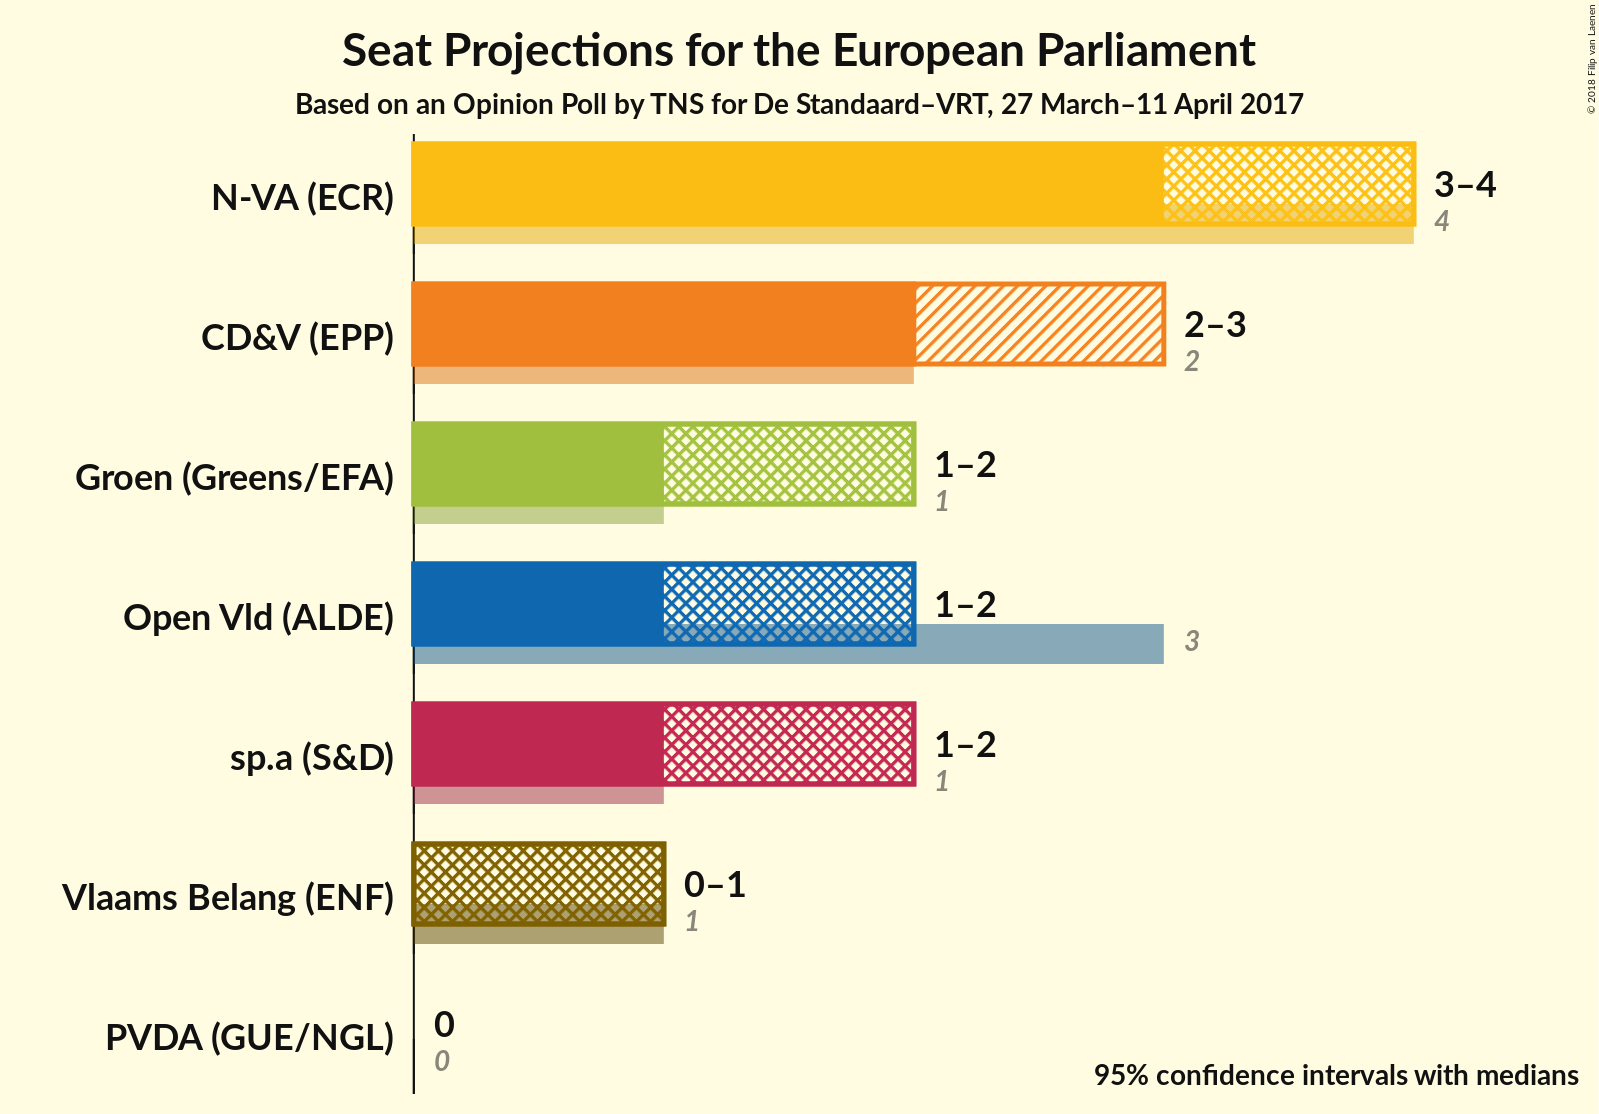 Seat Projections for the European Parliament
Based on an Opinion Poll by TNS for De Standaard–VRT, 27 March–11 April 2017
© 2018 Filip van Laenen
N-VA (ECR)
3–4
4
CD&V (EPP)
2–3
2
Groen (Greens/EFA)
1–2
1
Open Vld (ALDE)
1–2
3
sp.a (S&D)
1–2
1
Vlaams Belang (ENF)
0–1
1
PVDA (GUE/NGL)
0
0
95% confidence intervals with medians